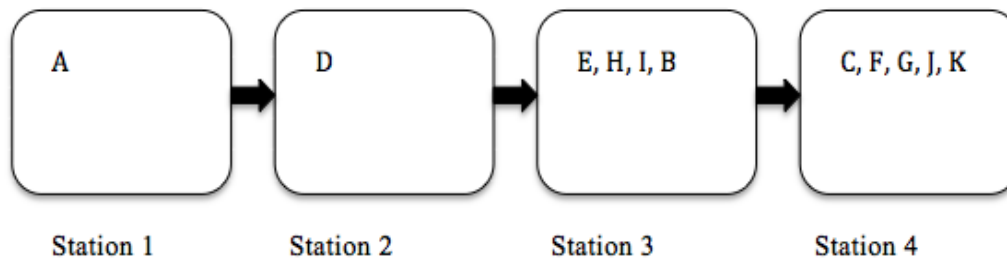 A D E, H, I, B C, F, G, J, K
Station 1 Station 2 Station 3 Station 4